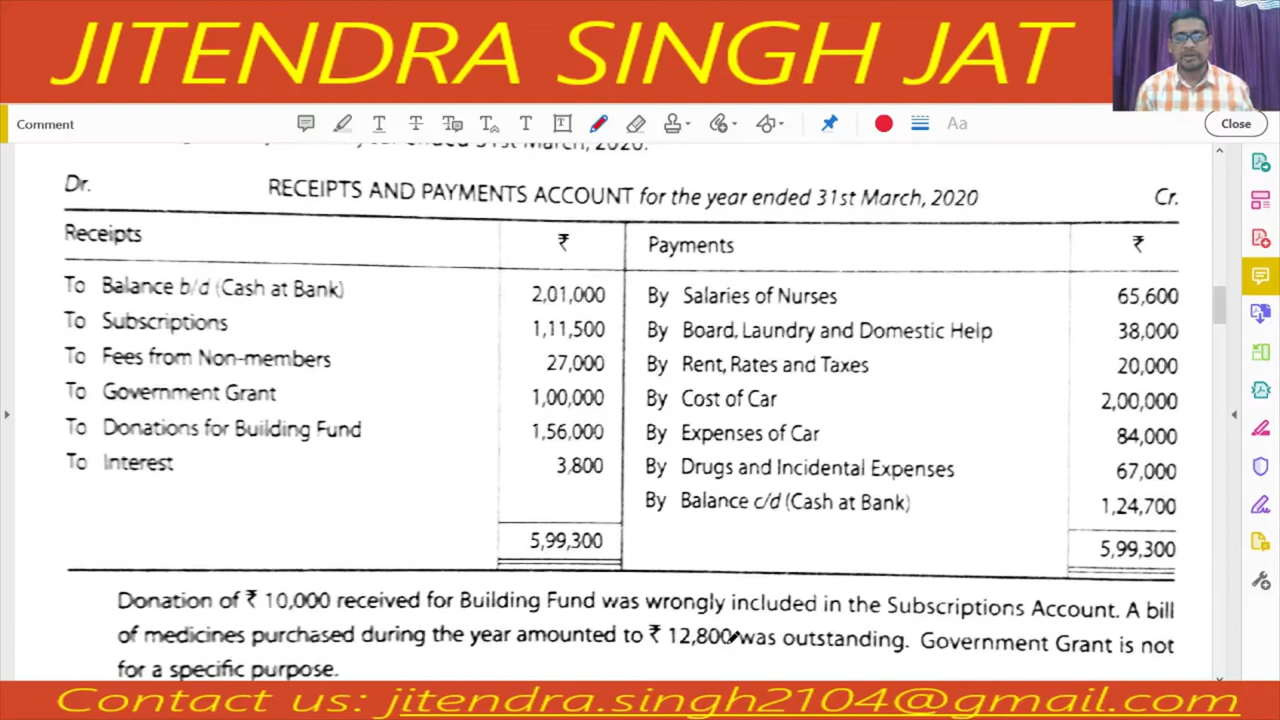 JITENDRA SINGH JAT
Comment
T T T T Aa Close
year ended 31st March, 2020.
Dr. RECEIPTS AND PAYMENTS ACCOUNT for the year ended 31st March, 2020 Cr.
Receipts ₹ Payments ₹
To Balance b/d (Cash at Bank) 2,01,000 By Salaries of Nurses 65,600
To Subscriptions 1,11,500 By Board, Laundry and Domestic Help 38,000
To Fees from Non-members 27,000 By Rent, Rates and Taxes 20,000
To Government Grant 1,00,000 By Cost of Car 2,00,000
To Donations for Building Fund 1,56,000 By Expenses of Car 84,000
To Interest 3,800 By Drugs and Incidental Expenses 67,000
By Balance c/d (Cash at Bank) 1,24,700
5,99,300 5,99,300
Donation of ₹ 10,000 received for Building Fund was wrongly included in the Subscriptions Account. A bill
of medicines purchased during the year amounted to ₹ 12,800 was outstanding. Government Grant is not
for a specific purpose.
Contact us: jitendra.singh2104@gmail.com